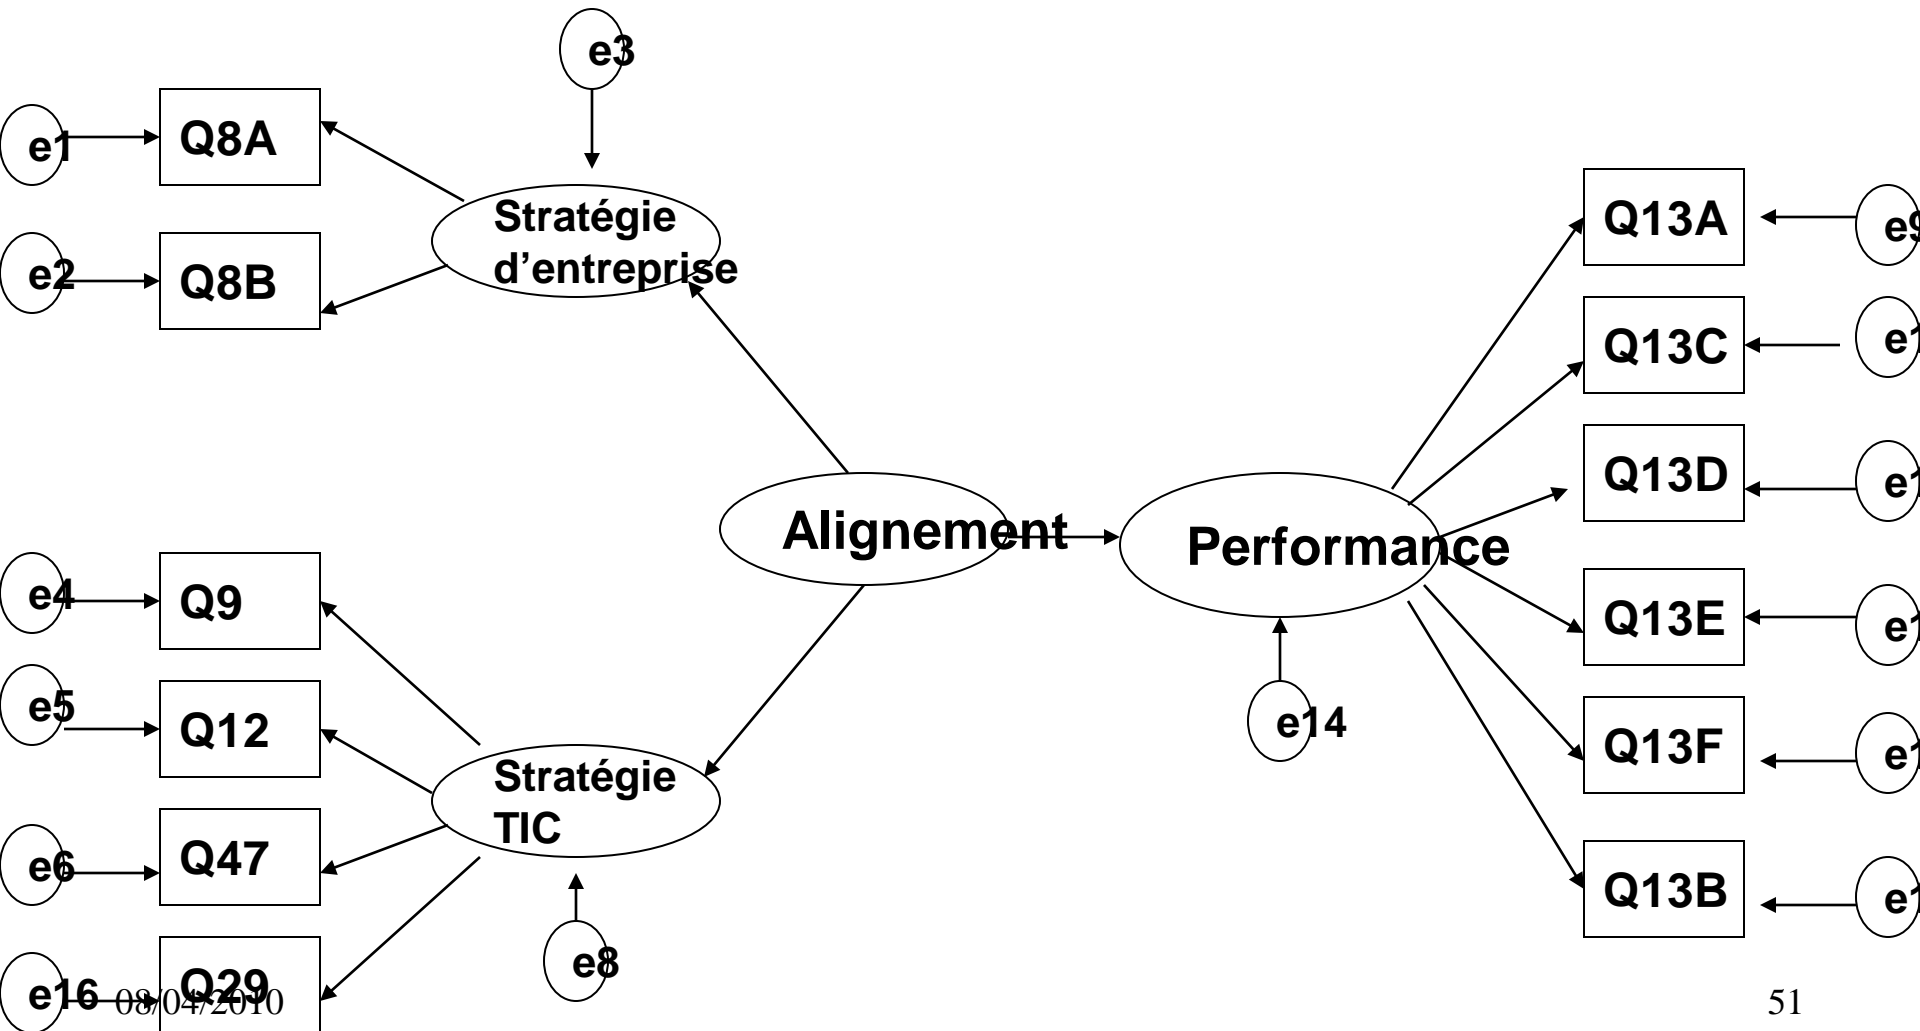 e3
e1
Q8A
Stratégie
d'entreprise
e2
Q8B
Q13A
Q13C
Q13D
Alignement
Performance
Q13E
e4
Q9
e5
Q12
Stratégie
TIC
e14
Q13F
e6
Q47
Q13B
e8
e16
Q29
08/04/2010
51